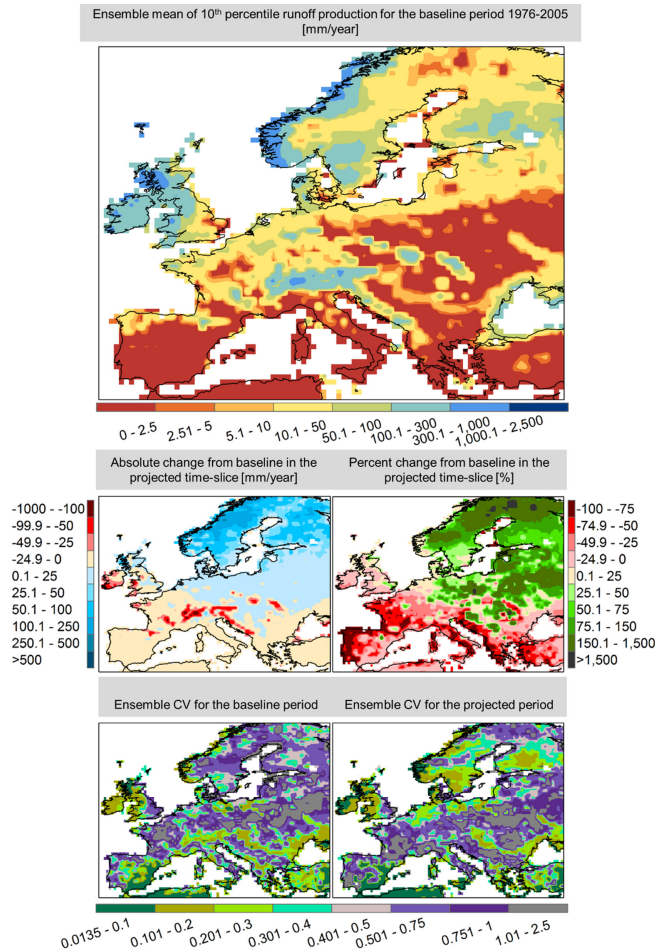 Ensemble mean of 10th percentile runoff production for the baseline period 1976-2005
[mm/year]
0 - 2.5
2.51 - 5
5.1 - 10
10.1 - 50
50.1 - 100
100.1 - 300
300.1 - 1,000
1,000.1 - 2,500
Absolute change from baseline in the
projected time-slice [mm/year]
Percent change from baseline in the
projected time-slice [%]
-1000 - -100
-99.9 - -50
-49.9 - -25
-24.9 - 0
0.1 - 25
25.1 - 50
50.1 - 100
100.1 - 250
250.1 - 500
>500
-100 - -75
-74.9 - -50
-49.9 - -25
-24.9 - 0
0.1 - 25
25.1 - 50
50.1 - 75
75.1 - 150
150.1 - 1,500
>1,500
Ensemble CV for the baseline period
Ensemble CV for the projected period
0.0135 - 0.1
0.101 - 0.2
0.201 - 0.3
0.301 - 0.4
0.401 - 0.5
0.501 - 0.75
0.751 - 1
1.01 - 2.5